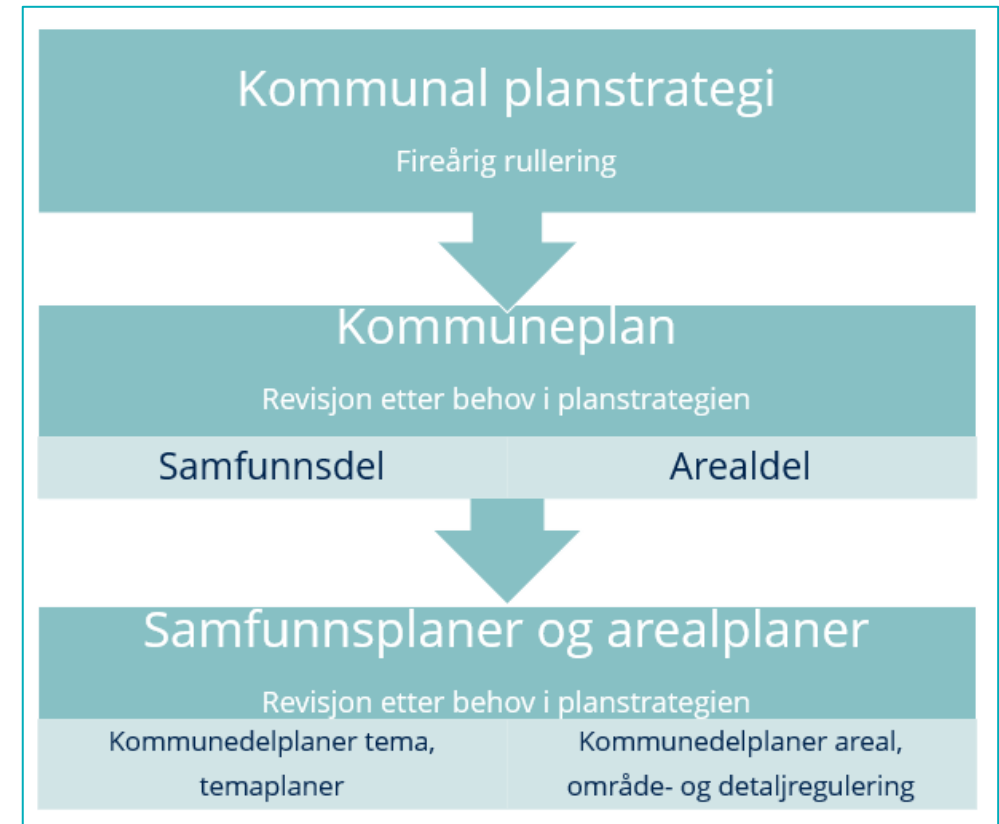 Kommunal planstrategi
Fireårig rullering
Kommuneplan
Revisjon etter behov i planstrategien
Samfunnsdel
Arealdel
Samfunnsplaner og arealplaner
Revisjon etter behov i planstrategien
Kommunedelplaner tema,
temaplaner
Kommunedelplaner areal,
område- og detaljregulering